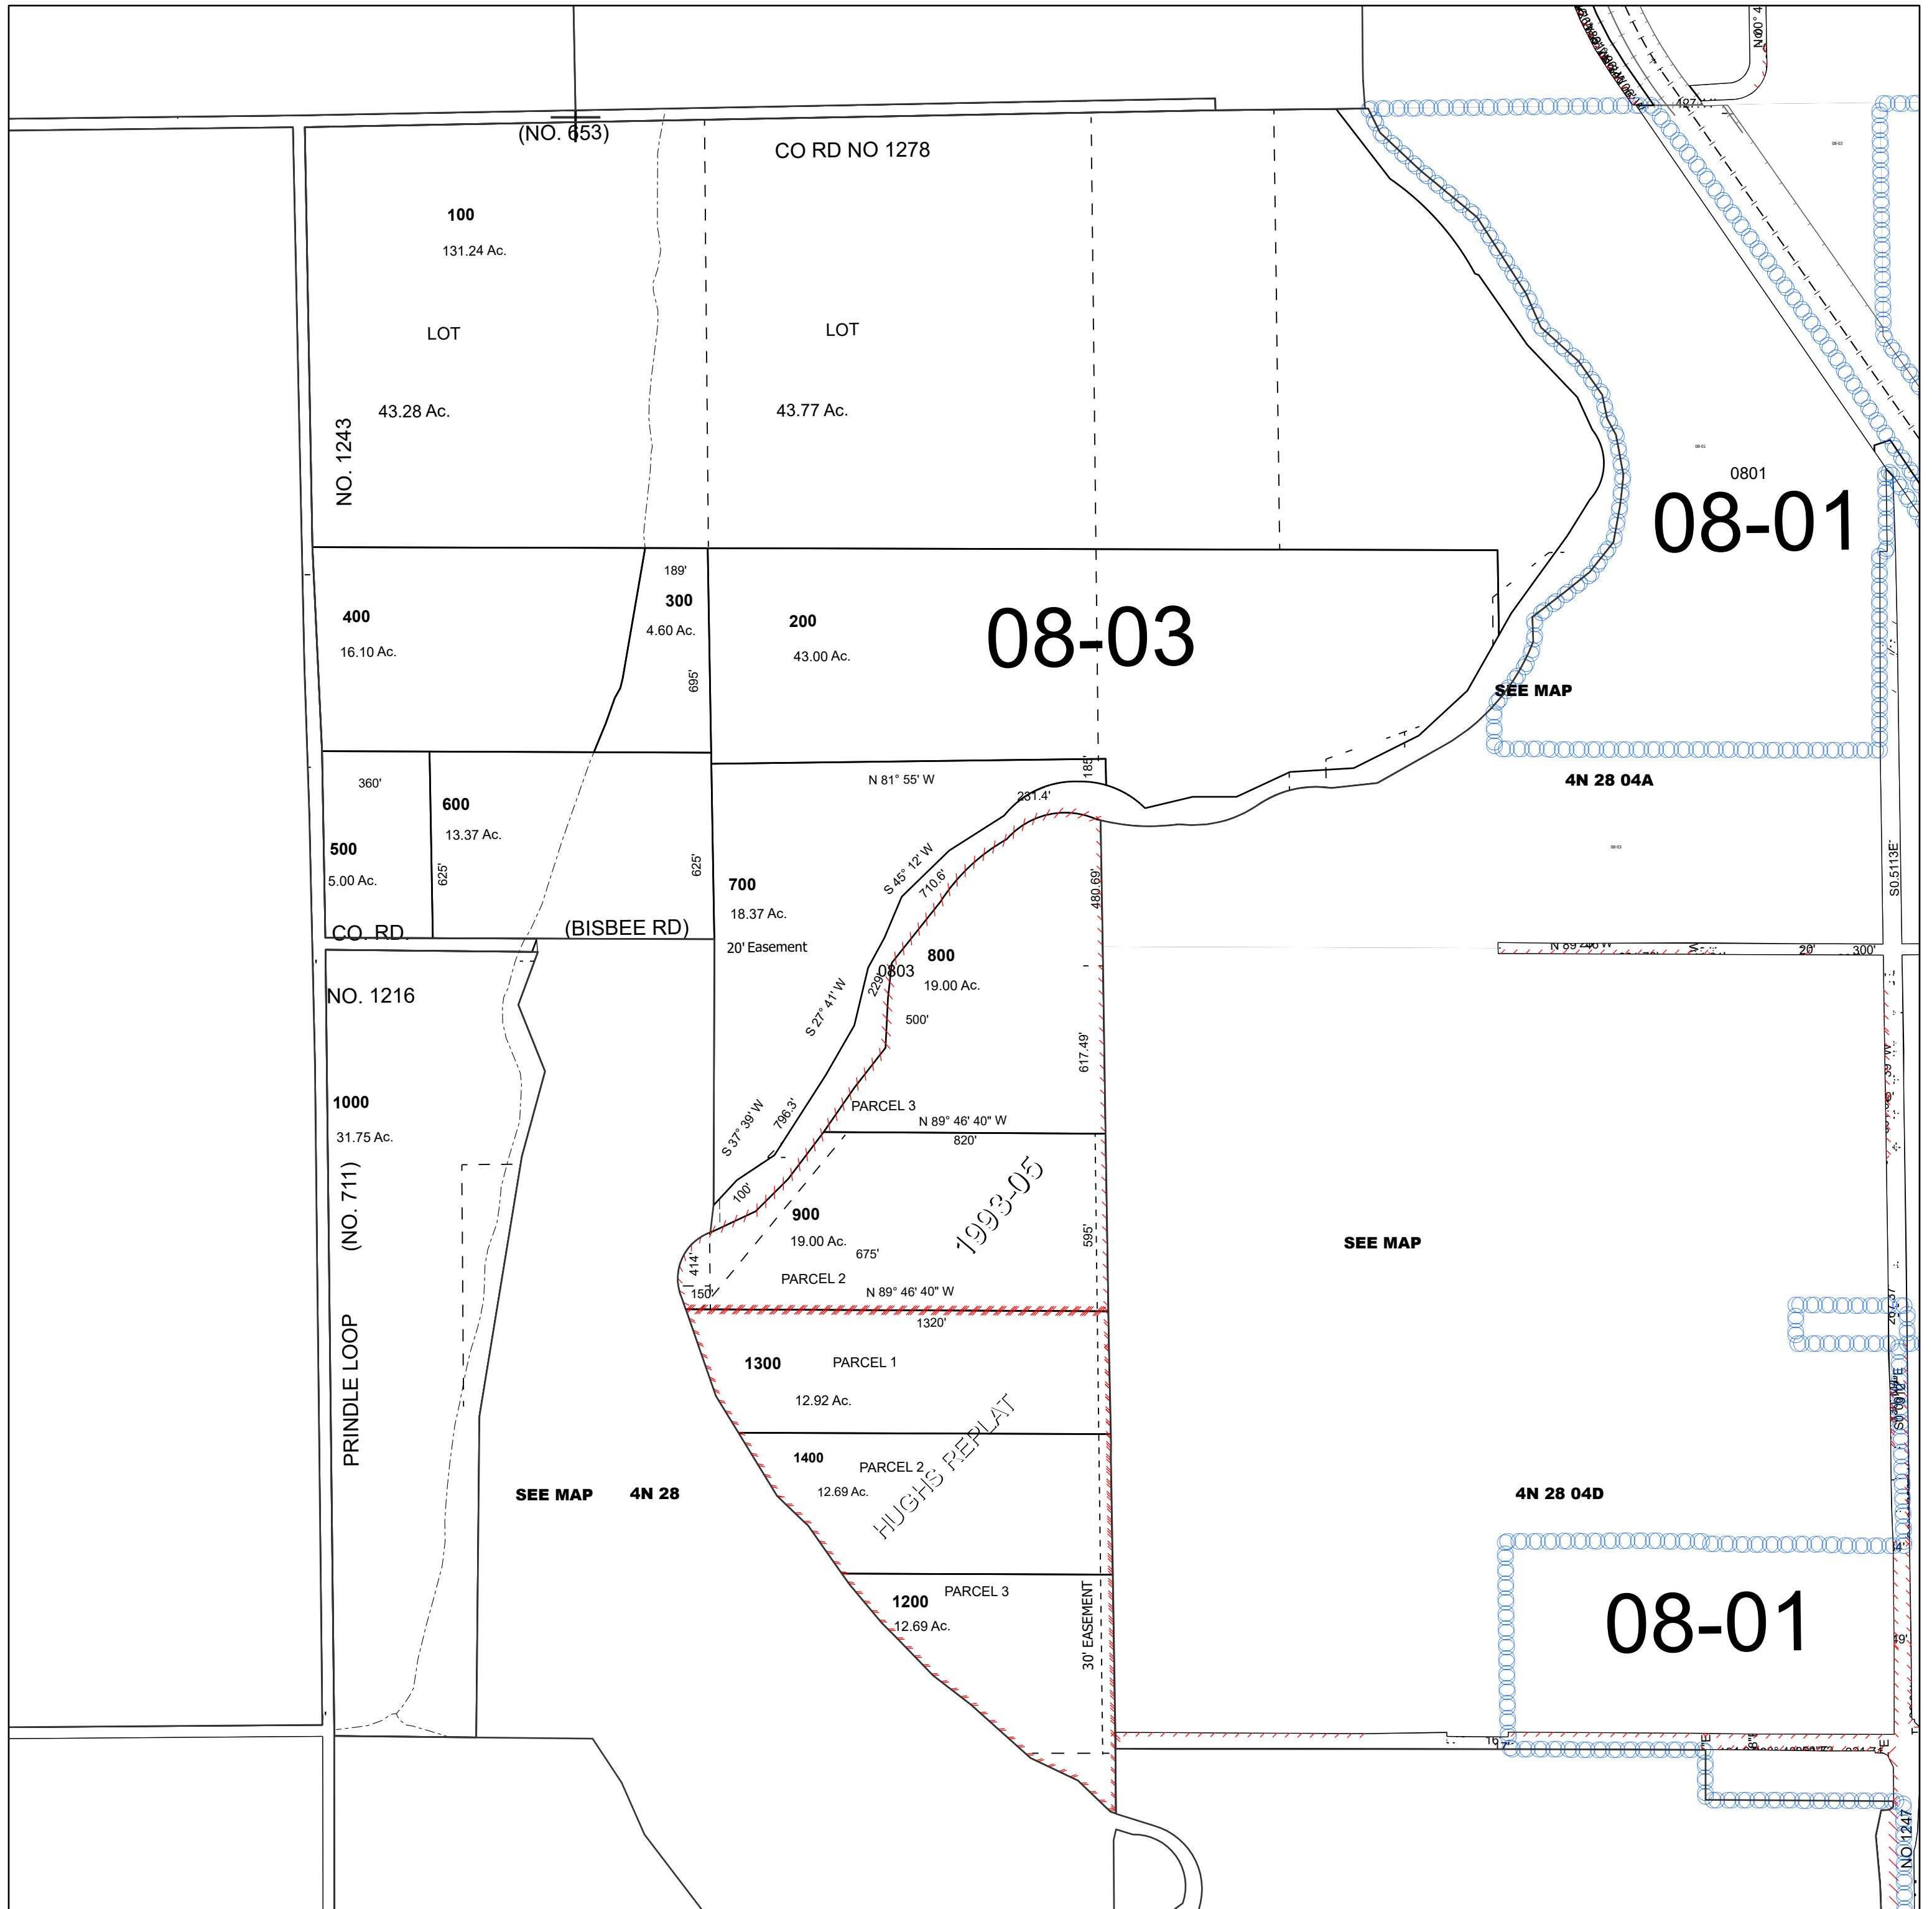 (NO. 653)
CO RD NO 1278
100
131.24 Ac.
LOT
LOT
43.28 Ac.
43.77 Ac.
NO. 1243
0801
08-01
189'
400
300
200
08-03
16.10 Ac.
4.60 Ac.
43.00 Ac.
695'
SEE MAP
4N 28 04A
185'
N 81° 55' W
231.4'
360'
600
13.37 Ac.
500
5.00 Ac.
625'
625'
700
18.37 Ac.
20' Easement
S 45° 12' W
710.6'
480.69'
S0.5113E'
CO. RD.
(BISBEE RD)
800
0803
19.00 Ac.
229'
500'
S 27° 41' W
20'
300'
NO. 1216
617.49'
1000
31.75 Ac.
PARCEL 3
N 89° 46' 40" W
820'
S 37° 39' W
796.3'
100'
(NO. 711)
PRINDLE LOOP
900
19.00 Ac.
675'
1993-05
595'
414'
PARCEL 2
150'
N 89° 46' 40" W
1320'
SEE MAP
267.37
1300
PARCEL 1
12.92 Ac.
HUGHS REPLAT
1400
PARCEL 2
12.69 Ac.
SEE MAP
4N 28
4N 28 04D
1200
PARCEL 3
12.69 Ac.
30' EASEMENT
08-01
NO 1247